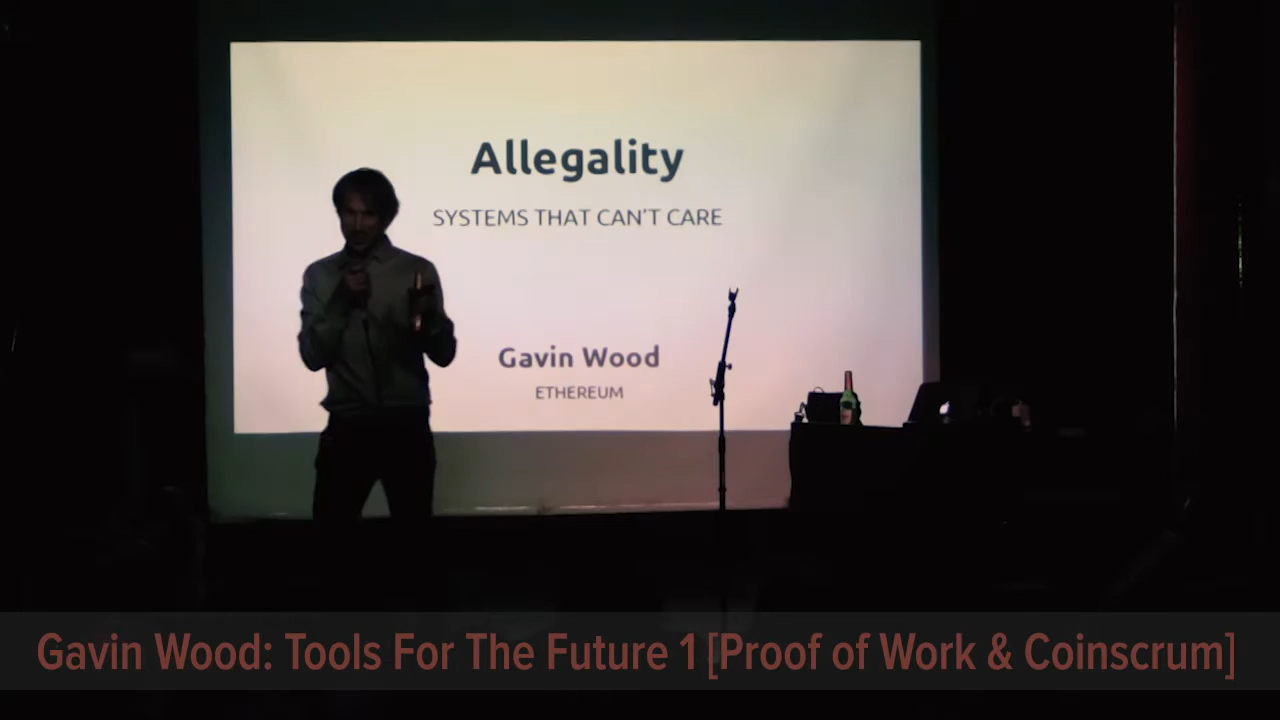 Allegality
SYSTEMS THAT CAN'T CARE
Gavin Wood
ETHEREUM
Gavin Wood: Tools For The Future 1 [Proof of Work & Coinscrum]